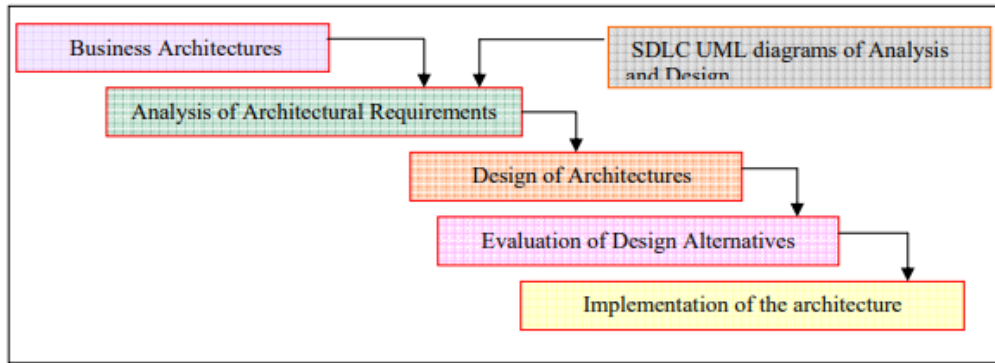 Business Architectures
SDLC UML diagrams of Analysis
and Design
Analysis of Architectural Requirements
Design of Architectures
Evaluation of Design Alternatives
Implementation of the architecture